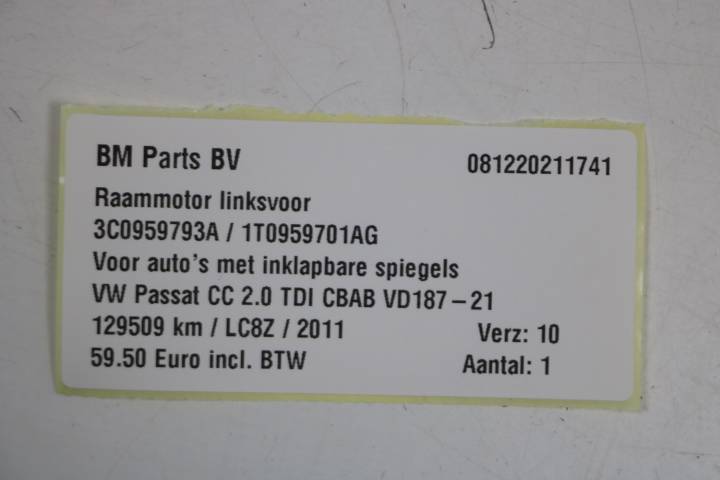 BM Parts BV 081220211741
Raammotor linksvoor
3C0959793A / 1T0959701AG
Voor auto's met inklapbare spiegels
VW Passat CC 2.0 TDI CBAB VD187-21
129509 km / LC8Z / 2011 Verz: 10
59.50 Euro incl. BTW Aantal: 1